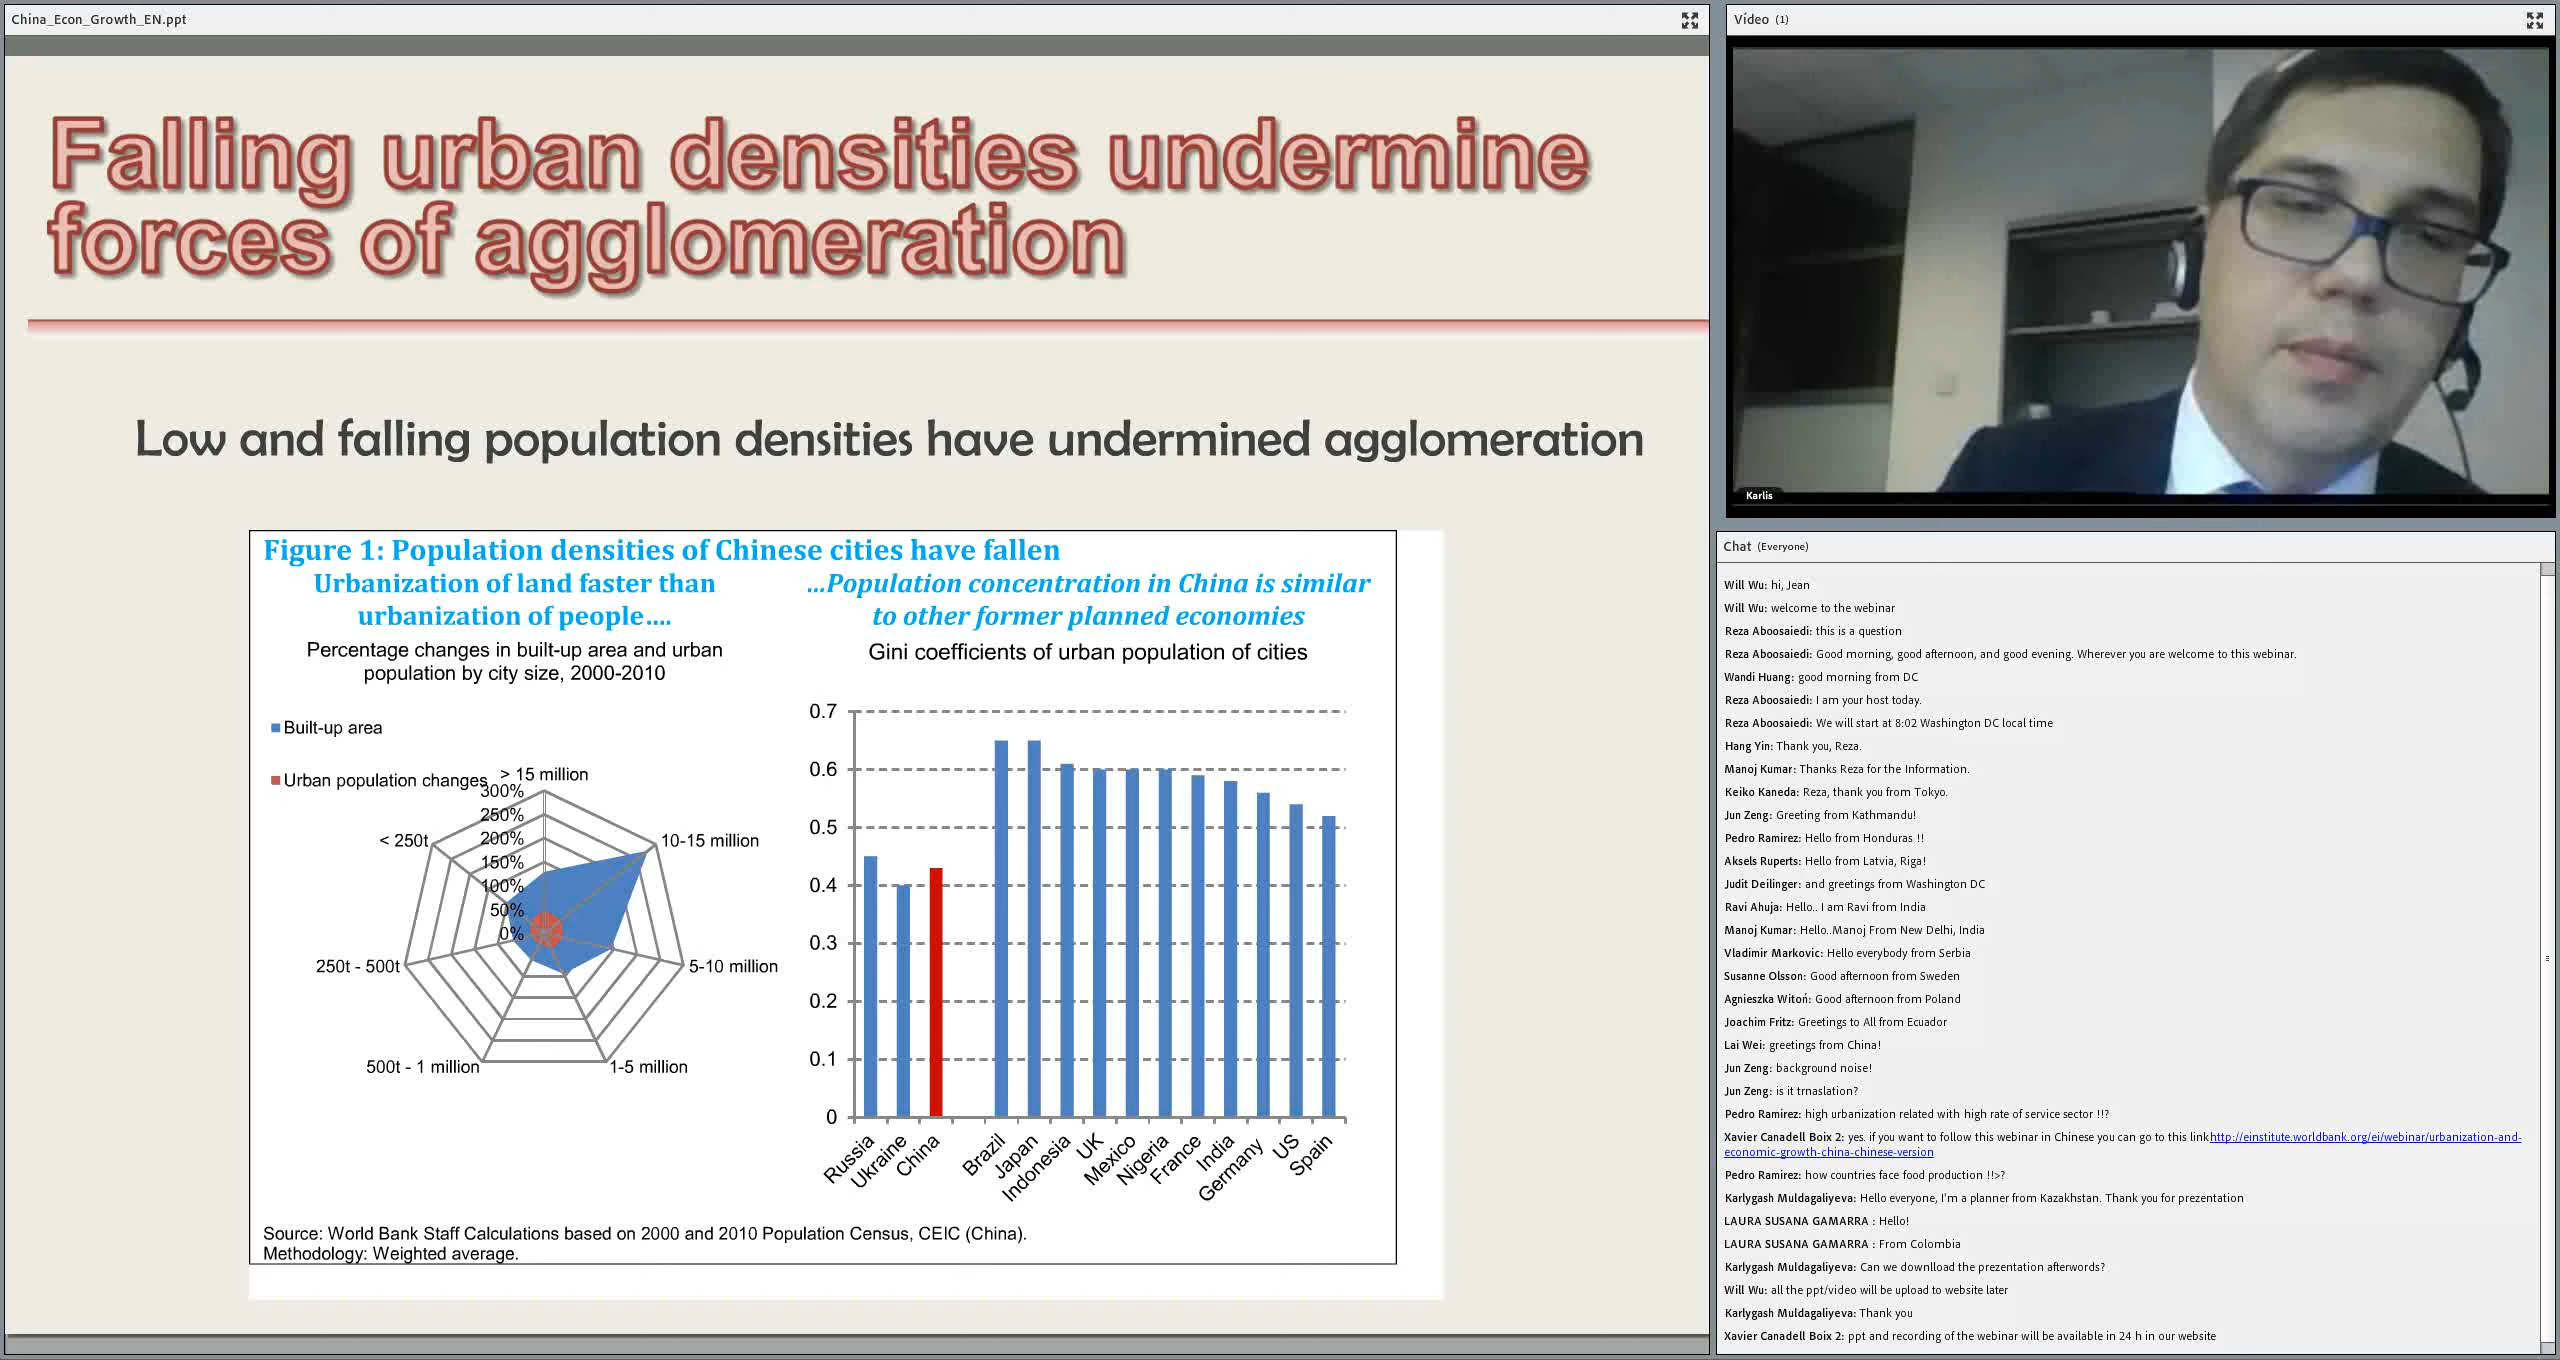 China_Econ_Growth_EN.ppt
Falling urban densities undermine
forces of agglomeration
Low and falling population densities have undermined agglomeration
Figure 1: Population densities of Chinese cities have fallen
Urbanization of land faster than
urbanization of people....
Percentage changes in built-up area and urban
population by city size, 2000-2010
Built-up area
Urban population changes
> 15 million
300%
250%
200%
150%
100%
50%
0%
10-15 million
5-10 million
1-5 million
500t - 1 million
250t - 500t
< 250t
...Population concentration in China is similar
to other former planned economies
Gini coefficients of urban population of cities
0.7
0.6
0.5
0.4
0.3
0.2
0.1
0
Russia
Ukraine
China
Brazil
Japan
Indonesia
UK
Mexico
Nigeria
France
India
Germany
US
Spain
Source: World Bank Staff Calculations based on 2000 and 2010 Population Census, CEIC (China).
Methodology: Weighted average.
Vídeo (1)
Karlis
Chat (Everyone)
Will Wu: hi, Jean
Will Wu: welcome to the webinar
Reza Aboosaiedi: this is a question
Reza Aboosaiedi: Good morning, good afternoon, and good evening. Wherever you are welcome to this webinar.
Wandi Huang: good morning from DC
Reza Aboosaiedi: I am your host today.
Reza Aboosaiedi: We will start at 8:02 Washington DC local time
Hang Yin: Thank you, Reza.
Manoj Kumar: Thanks Reza for the Information.
Keiko Kaneda: Reza, thank you from Tokyo.
Jun Zeng: Greeting from Kathmandu!
Pedro Ramirez: Hello from Honduras !!
Aksels Ruperts: Hello from Latvia, Riga!
Judit Deilinger: and greetings from Washington DC
Ravi Ahuja: Hello.. I am Ravi from India
Manoj Kumar: Hello..Manoj From New Delhi, India
Vladimir Markovic: Hello everybody from Serbia
Susanne Olsson: Good afternoon from Sweden
Agnieszka Witoń: Good afternoon from Poland
Joachim Fritz: Greetings to All from Ecuador
Lai Wei: greetings from China!
Jun Zeng: background noise!
Jun Zeng: is it trnaslation?
Pedro Ramirez: high urbanization related with high rate of service sector !!?
Xavier Canadell Boix 2: yes. if you want to follow this webinar in Chinese you can go to this linkhttp://einstitute.worldbank.org/ei/webinar/urbanization-and-
economic-growth-china-chinese-version
Pedro Ramirez: how countries face food production !!>?
Karlygash Muldagaliyeva: Hello everyone, I'm a planner from Kazakhstan. Thank you for prezentation
LAURA SUSANA GAMARRA : Hello!
LAURA SUSANA GAMARRA : From Colombia
Karlygash Muldagaliyeva: Can we downlload the prezentation afterwords?
Will Wu: all the ppt/video will be upload to website later
Karlygash Muldagaliyeva: Thank you
Xavier Canadell Boix 2: ppt and recording of the webinar will be available in 24 h in our website